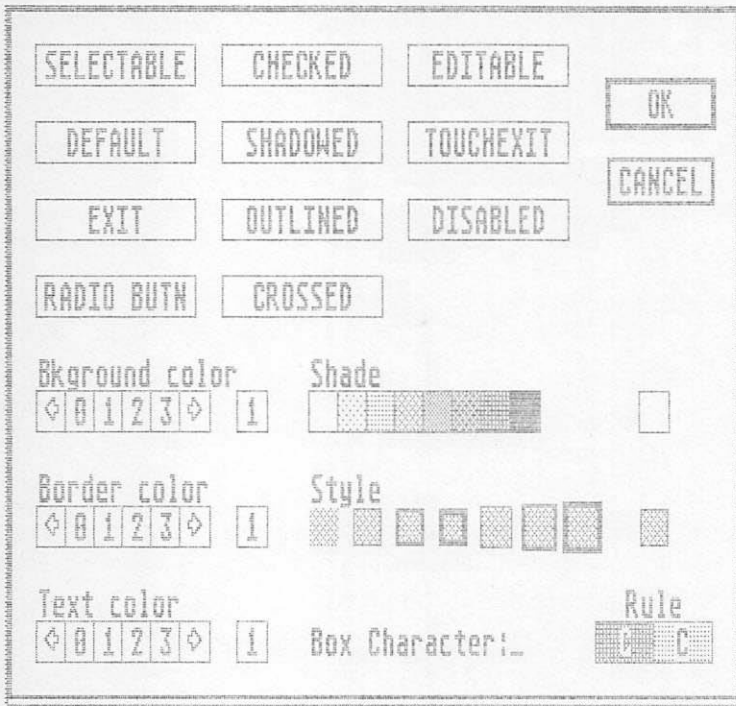 SELECTABLE CHECKED EDITABLE
OK
DEFAULT SHADOWED TOUCHEXIT
CANCEL
EXIT OUTLINED DISABLED
RADIO BUTN CROSSED
Bkground color Shade
0 1 2 3 1
Border color Style
0 1 2 3 1
Text color Rule
0 1 2 3 1 Box Character:_ C C